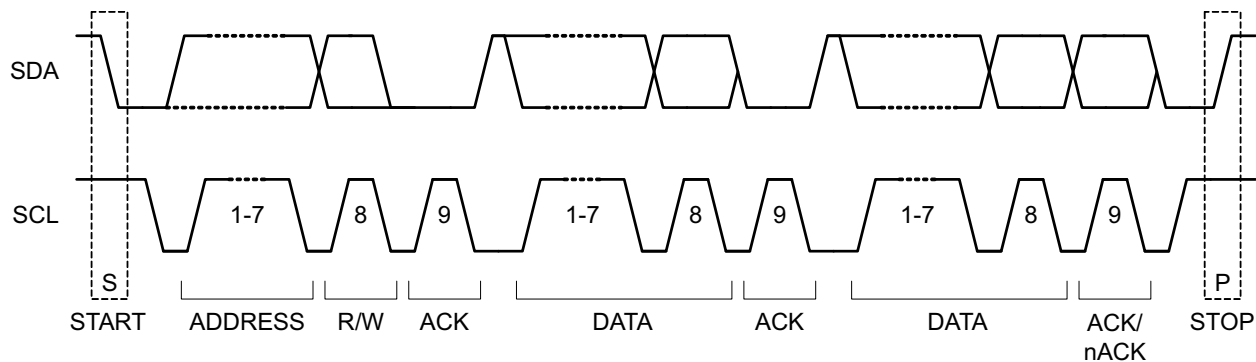 SDA
SCL
1-7
8
9
1-7
8
9
1-7
8
9
S
P
START
ADDRESS
R/W
ACK
DATA
ACK
DATA
ACK/
nACK
STOP